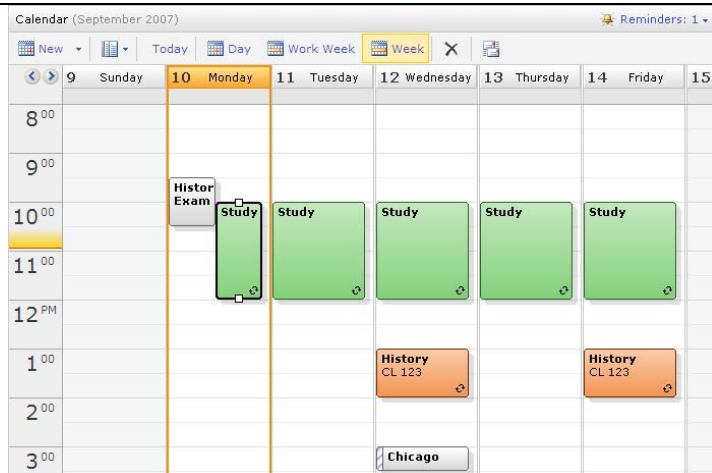 Calendar (September 2007) Reminders: 1
New Today Day Work Week Week
9 Sunday 10 Monday 11 Tuesday 12 Wednesday 13 Thursday 14 Friday 15
8 00
9 00
Histor
Exam
10 00
Study Study Study Study Study
11 00
12 PM
1 00
History History
CL 123 CL 123
2 00
3 00
Chicago